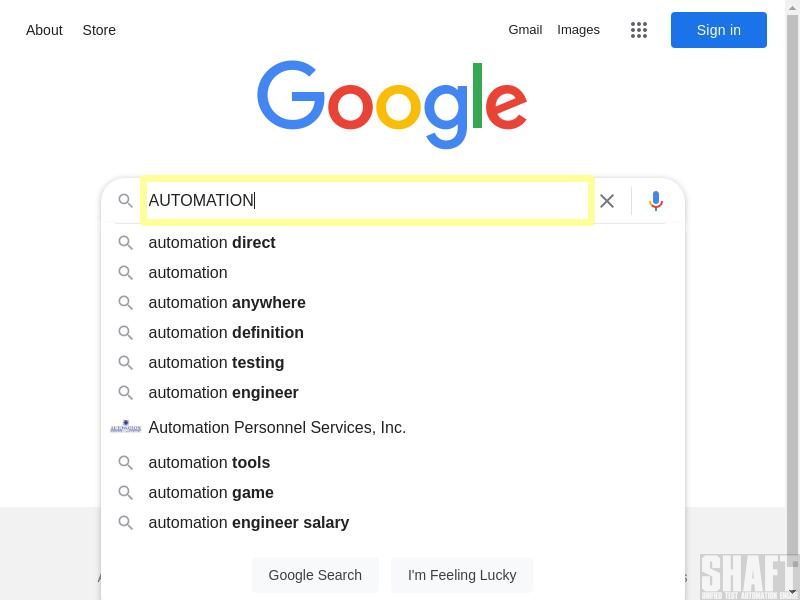 About Store Gmail Images Sign in
Google
AUTOMATION
automation direct
automation
automation anywhere
automation definition
automation testing
automation engineer
Automation Personnel Services, Inc.
automation tools
automation game
automation engineer salary
Google Search I'm Feeling Lucky
SHAFT